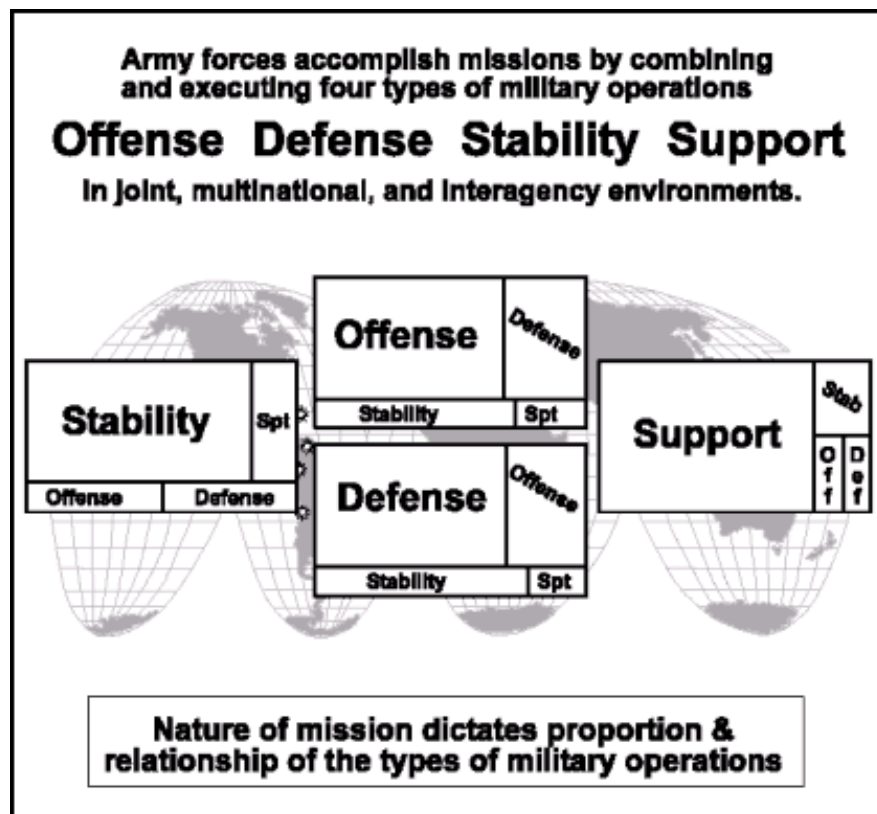 Army forces accomplish missions by combining
and executing four types of military operations
Offense Defense Stability Support
in joint, multinational, and interagency environments.
Offense
Defense
Stability
Spt
Stability
Spt
Offense
Defense
Defense
Offense
Stability
Spt
Support
Stab
Off
Def
Nature of mission dictates proportion &
relationship of the types of military operations